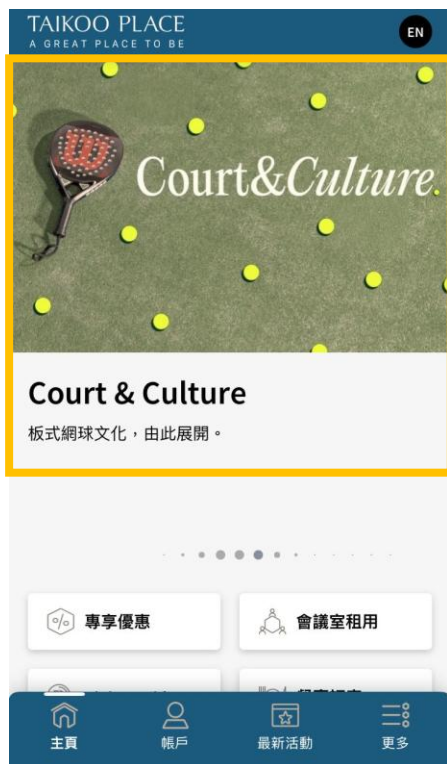 TAIKOO PLACE
A GREAT PLACE TO BE
EN
Court&Culture.
Court & Culture
板式網球文化，由此展開。
專享優惠
會議室租用
主頁
帳戶
最新活動
更多